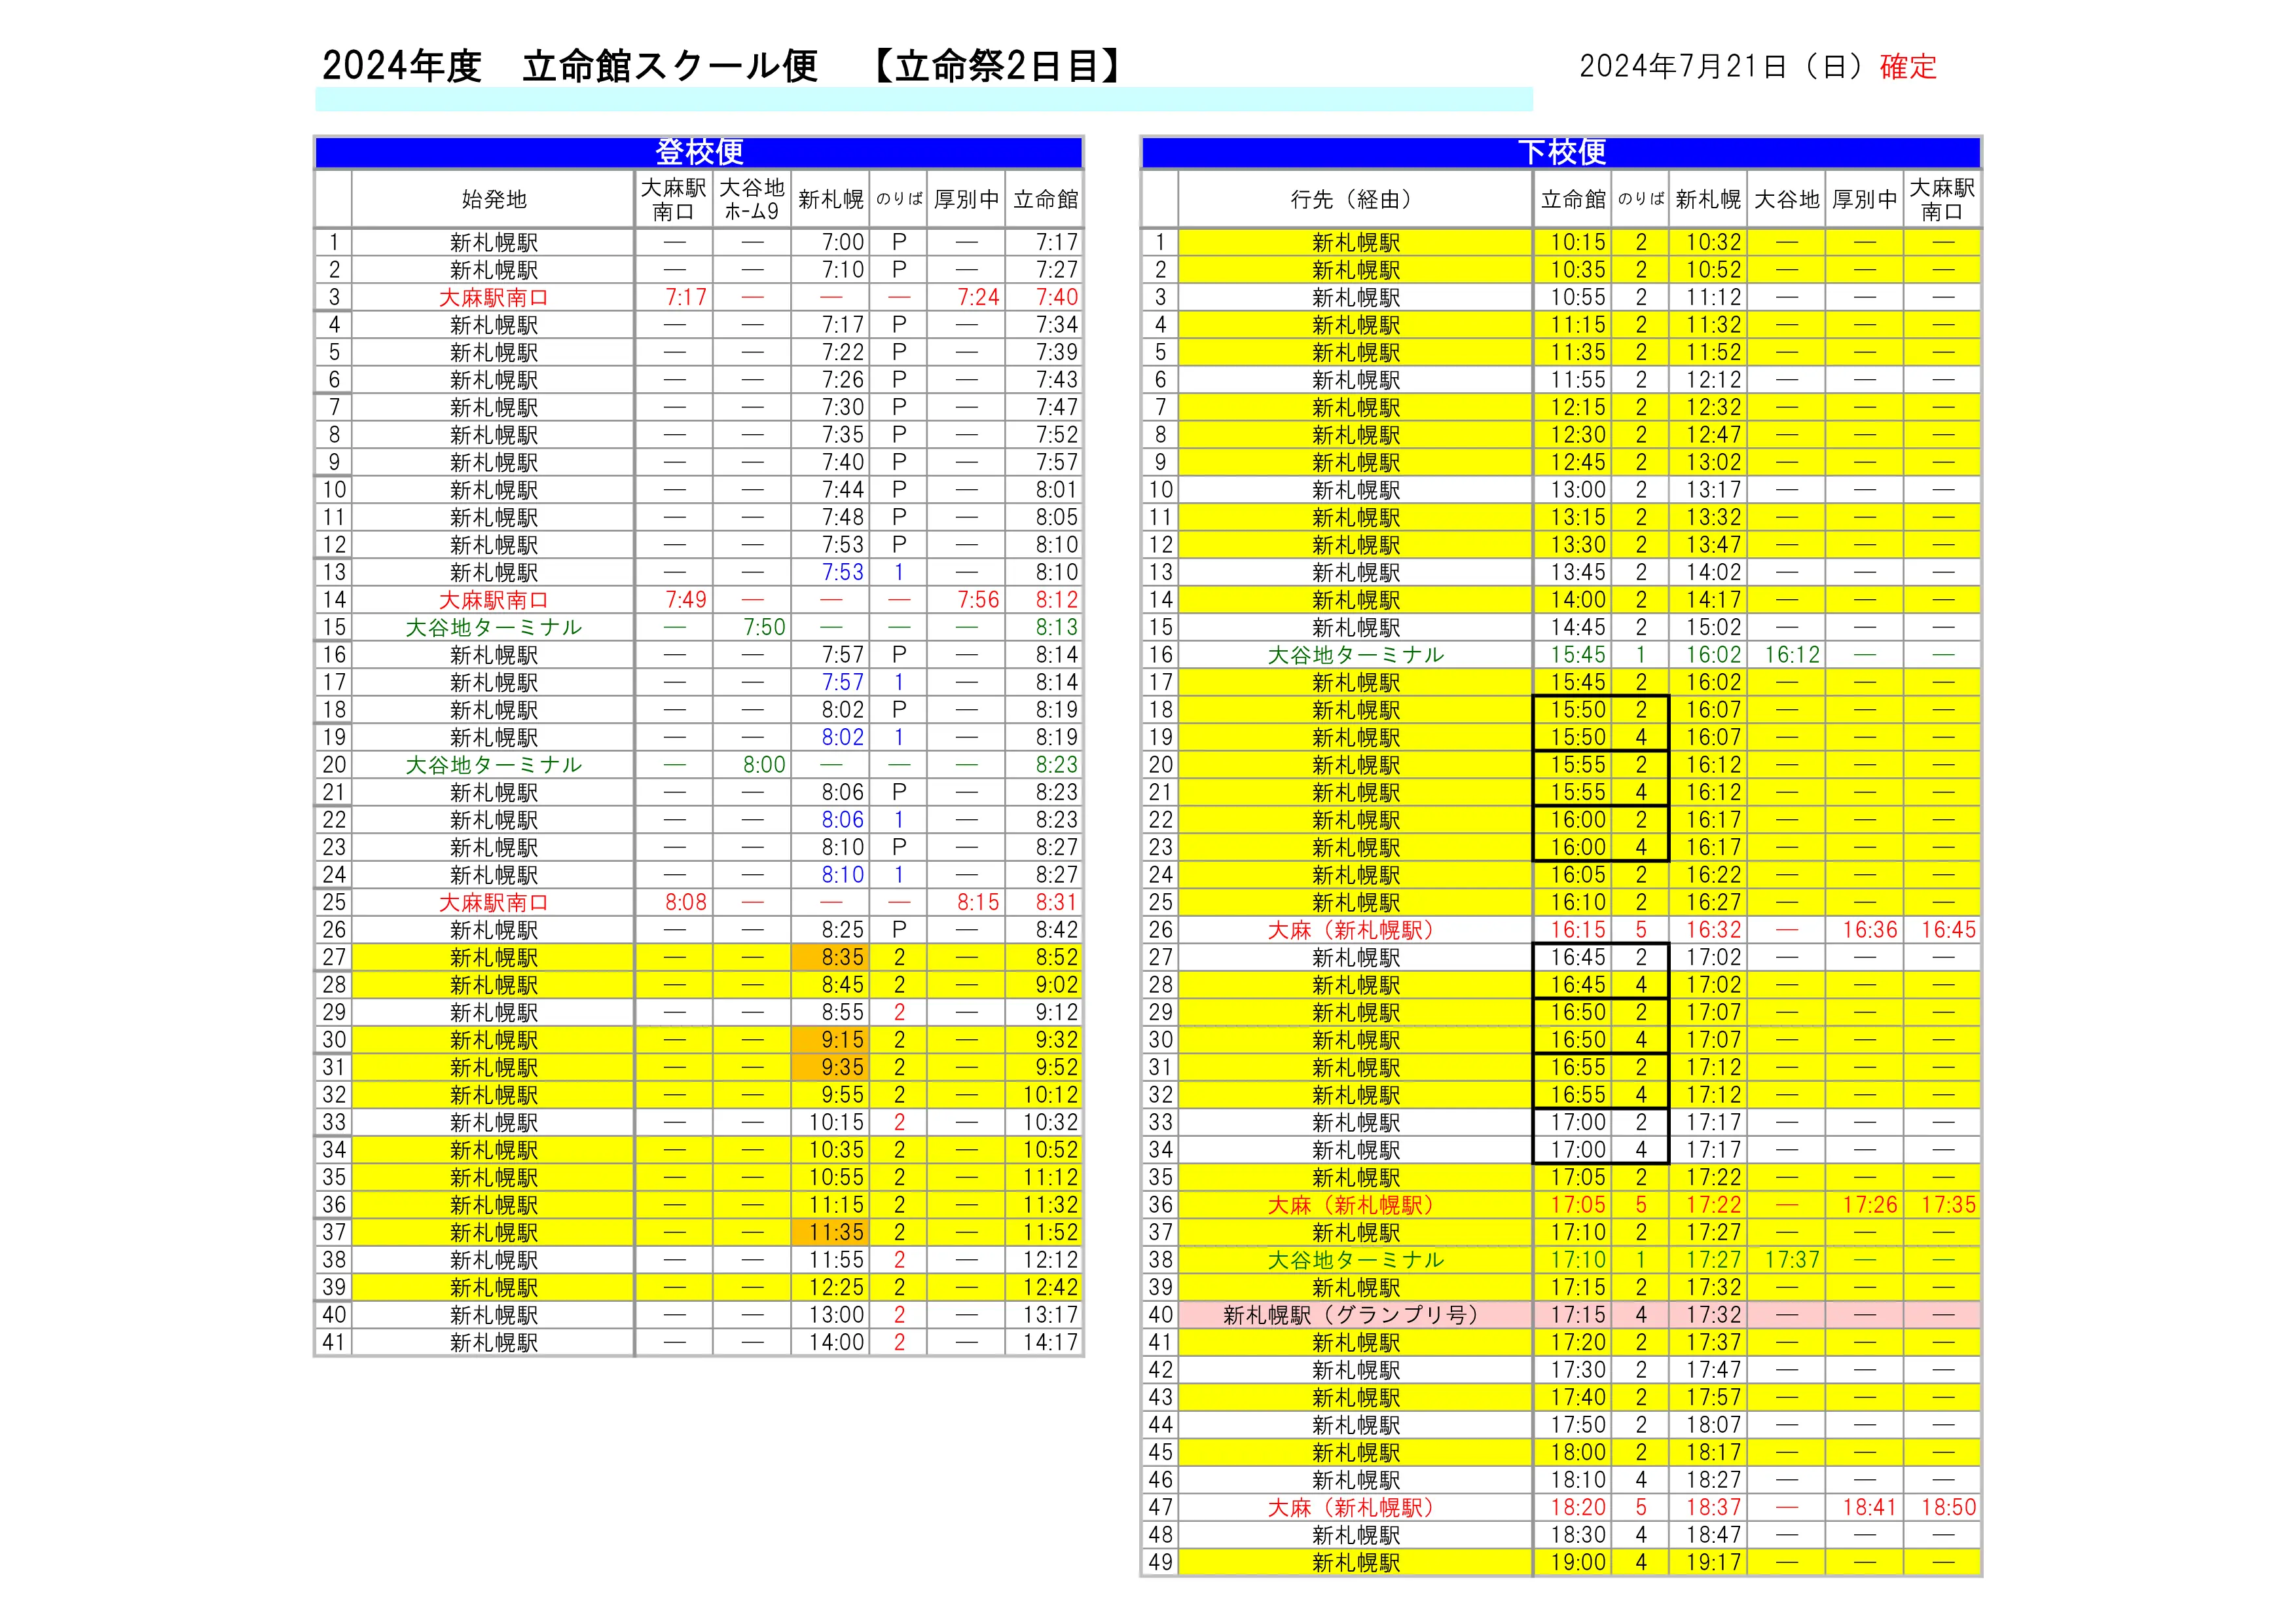 2024年度　立命館スクール便　【立命祭2日目】
2024年7月21日（日）確定
登校便
始発地 大麻駅南口 大谷地ﾎｰﾑ9 新札幌 のりば 厚別中 立命館
1 新札幌駅 — — 7:00 P — 7:17
2 新札幌駅 — — 7:10 P — 7:27
3 大麻駅南口 7:17 — — — 7:24 7:40
4 新札幌駅 — — 7:17 P — 7:34
5 新札幌駅 — — 7:22 P — 7:39
6 新札幌駅 — — 7:26 P — 7:43
7 新札幌駅 — — 7:30 P — 7:47
8 新札幌駅 — — 7:35 P — 7:52
9 新札幌駅 — — 7:40 P — 7:57
10 新札幌駅 — — 7:44 P — 8:01
11 新札幌駅 — — 7:48 P — 8:05
12 新札幌駅 — — 7:53 P — 8:10
13 新札幌駅 — — 7:53 1 — 8:10
14 大麻駅南口 7:49 — — — 7:56 8:12
15 大谷地ターミナル — 7:50 — — — 8:13
16 新札幌駅 — — 7:57 P — 8:14
17 新札幌駅 — — 7:57 1 — 8:14
18 新札幌駅 — — 8:02 P — 8:19
19 新札幌駅 — — 8:02 1 — 8:19
20 大谷地ターミナル — 8:00 — — — 8:23
21 新札幌駅 — — 8:06 P — 8:23
22 新札幌駅 — — 8:06 1 — 8:23
23 新札幌駅 — — 8:10 P — 8:27
24 新札幌駅 — — 8:10 1 — 8:27
25 大麻駅南口 8:08 — — — 8:15 8:31
26 新札幌駅 — — 8:25 P — 8:42
27 新札幌駅 — — 8:35 2 — 8:52
28 新札幌駅 — — 8:45 2 — 9:02
29 新札幌駅 — — 8:55 2 — 9:12
30 新札幌駅 — — 9:15 2 — 9:32
31 新札幌駅 — — 9:35 2 — 9:52
32 新札幌駅 — — 9:55 2 — 10:12
33 新札幌駅 — — 10:15 2 — 10:32
34 新札幌駅 — — 10:35 2 — 10:52
35 新札幌駅 — — 10:55 2 — 11:12
36 新札幌駅 — — 11:15 2 — 11:32
37 新札幌駅 — — 11:35 2 — 11:52
38 新札幌駅 — — 11:55 2 — 12:12
39 新札幌駅 — — 12:25 2 — 12:42
40 新札幌駅 — — 13:00 2 — 13:17
41 新札幌駅 — — 14:00 2 — 14:17
下校便
行先（経由） 立命館 のりば 新札幌 大谷地 厚別中 大麻駅南口
1 新札幌駅 10:15 2 10:32 — — —
2 新札幌駅 10:35 2 10:52 — — —
3 新札幌駅 10:55 2 11:12 — — —
4 新札幌駅 11:15 2 11:32 — — —
5 新札幌駅 11:35 2 11:52 — — —
6 新札幌駅 11:55 2 12:12 — — —
7 新札幌駅 12:15 2 12:32 — — —
8 新札幌駅 12:30 2 12:47 — — —
9 新札幌駅 12:45 2 13:02 — — —
10 新札幌駅 13:00 2 13:17 — — —
11 新札幌駅 13:15 2 13:32 — — —
12 新札幌駅 13:30 2 13:47 — — —
13 新札幌駅 13:45 2 14:02 — — —
14 新札幌駅 14:00 2 14:17 — — —
15 新札幌駅 14:45 2 15:02 — — —
16 大谷地ターミナル 15:45 1 16:02 16:12 — —
17 新札幌駅 15:45 2 16:02 — — —
18 新札幌駅 15:50 2 16:07 — — —
19 新札幌駅 15:50 4 16:07 — — —
20 新札幌駅 15:55 2 16:12 — — —
21 新札幌駅 15:55 4 16:12 — — —
22 新札幌駅 16:00 2 16:17 — — —
23 新札幌駅 16:00 4 16:17 — — —
24 新札幌駅 16:05 2 16:22 — — —
25 新札幌駅 16:10 2 16:27 — — —
26 大麻（新札幌駅） 16:15 5 16:32 — 16:36 16:45
27 新札幌駅 16:45 2 17:02 — — —
28 新札幌駅 16:45 4 17:02 — — —
29 新札幌駅 16:50 2 17:07 — — —
30 新札幌駅 16:50 4 17:07 — — —
31 新札幌駅 16:55 2 17:12 — — —
32 新札幌駅 16:55 4 17:12 — — —
33 新札幌駅 17:00 2 17:17 — — —
34 新札幌駅 17:00 4 17:17 — — —
35 新札幌駅 17:05 2 17:22 — — —
36 大麻（新札幌駅） 17:05 5 17:22 — 17:26 17:35
37 新札幌駅 17:10 2 17:27 — — —
38 大谷地ターミナル 17:10 1 17:27 17:37 — —
39 新札幌駅 17:15 2 17:32 — — —
40 新札幌駅（グランプリ号） 17:15 4 17:32 — — —
41 新札幌駅 17:20 2 17:37 — — —
42 新札幌駅 17:30 2 17:47 — — —
43 新札幌駅 17:40 2 17:57 — — —
44 新札幌駅 17:50 2 18:07 — — —
45 新札幌駅 18:00 2 18:17 — — —
46 新札幌駅 18:10 4 18:27 — — —
47 大麻（新札幌駅） 18:20 5 18:37 — 18:41 18:50
48 新札幌駅 18:30 4 18:47 — — —
49 新札幌駅 19:00 4 19:17 — — —